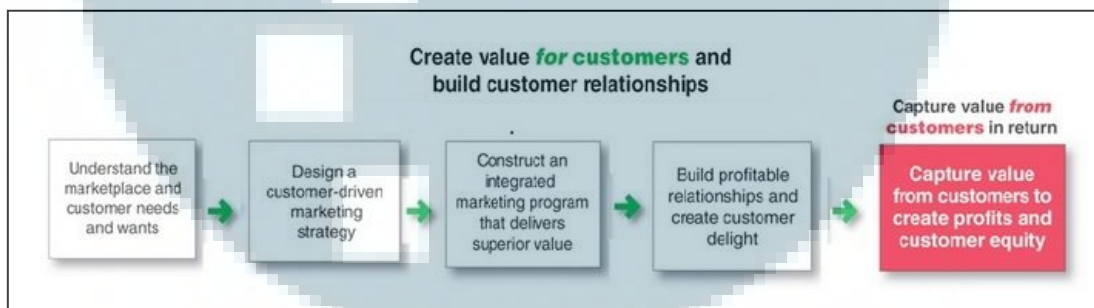 Create value for customers and
build customer relationships
Capture value from
customers in return
Understand the
marketplace and
customer needs
and wants
Design a
customer-driven
marketing
strategy
Construct an
integrated
marketing program
that delivers
superior value
Build profitable
relationships and
create customer
delight
Capture value
from customers to
create profits and
customer equity